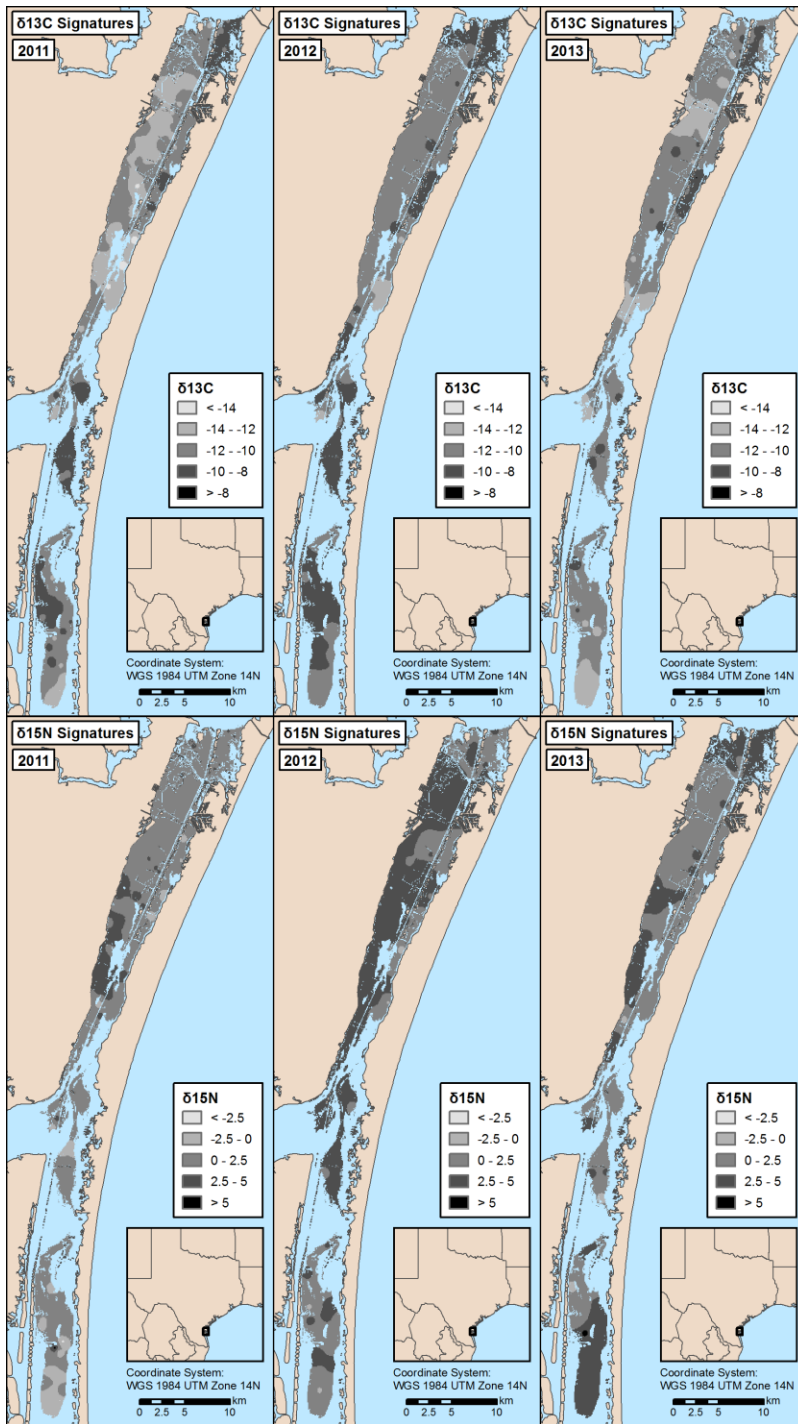 δ13C Signatures
2011
δ13C
< -14
-14 - -12
-12 - -10
-10 - -8
> -8
Coordinate System:
WGS 1984 UTM Zone 14N
0 2.5 5 10 km
δ13C Signatures
2012
δ13C
< -14
-14 - -12
-12 - -10
-10 - -8
> -8
Coordinate System:
WGS 1984 UTM Zone 14N
0 2.5 5 10 km
δ13C Signatures
2013
δ13C
< -14
-14 - -12
-12 - -10
-10 - -8
> -8
Coordinate System:
WGS 1984 UTM Zone 14N
0 2.5 5 10 km
δ15N Signatures
2011
δ15N
< -2.5
-2.5 - 0
0 - 2.5
2.5 - 5
> 5
Coordinate System:
WGS 1984 UTM Zone 14N
0 2.5 5 10 km
δ15N Signatures
2012
δ15N
< -2.5
-2.5 - 0
0 - 2.5
2.5 - 5
> 5
Coordinate System:
WGS 1984 UTM Zone 14N
0 2.5 5 10 km
δ15N Signatures
2013
δ15N
< -2.5
-2.5 - 0
0 - 2.5
2.5 - 5
> 5
Coordinate System:
WGS 1984 UTM Zone 14N
0 2.5 5 10 km